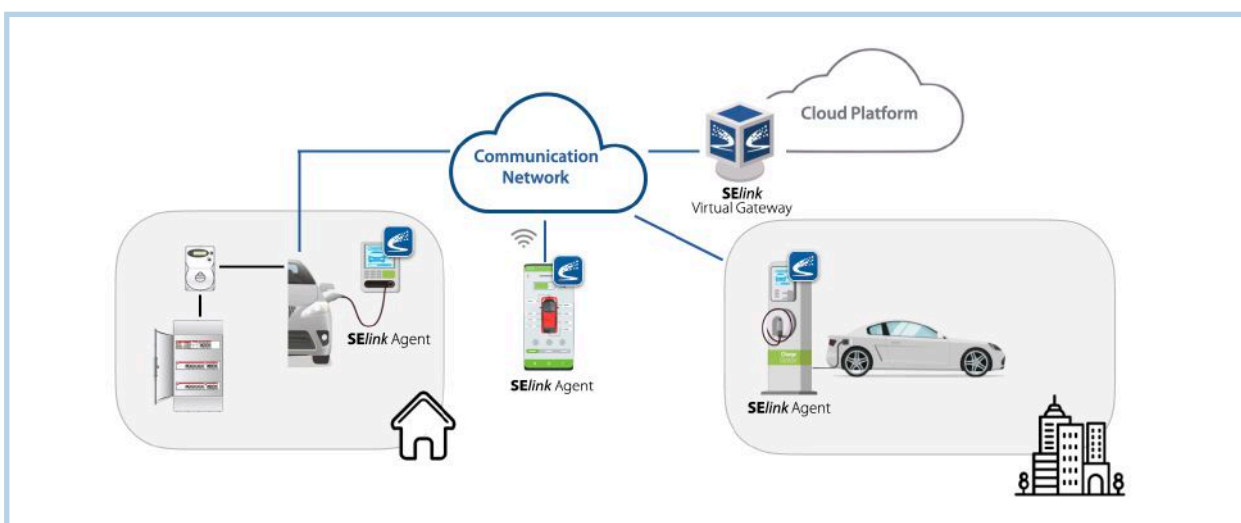 Cloud Platform
Communication
Network
SElink
Virtual Gateway
SElink Agent
SElink Agent
SElink Agent